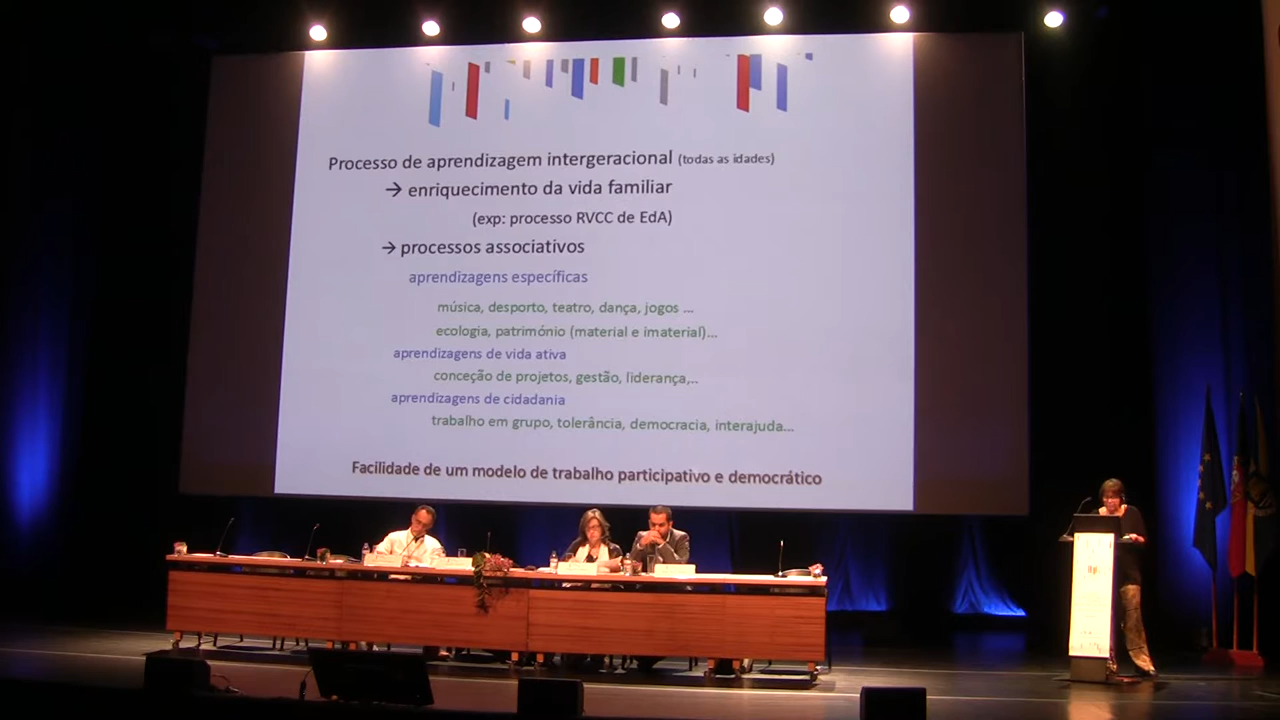 Processo de aprendizagem intergeracional (todas as idades)
→ enriquecimento da vida familiar
(exp: processo RVCC de EdA)
→ processos associativos
aprendizagens específicas
música, desporto, teatro, dança, jogos ...
ecologia, património (material e imaterial)...
aprendizagens de vida ativa
conceção de projetos, gestão, liderança,..
aprendizagens de cidadania
trabalho em grupo, tolerância, democracia, interajuda...
Facilidade de um modelo de trabalho participativo e democrático